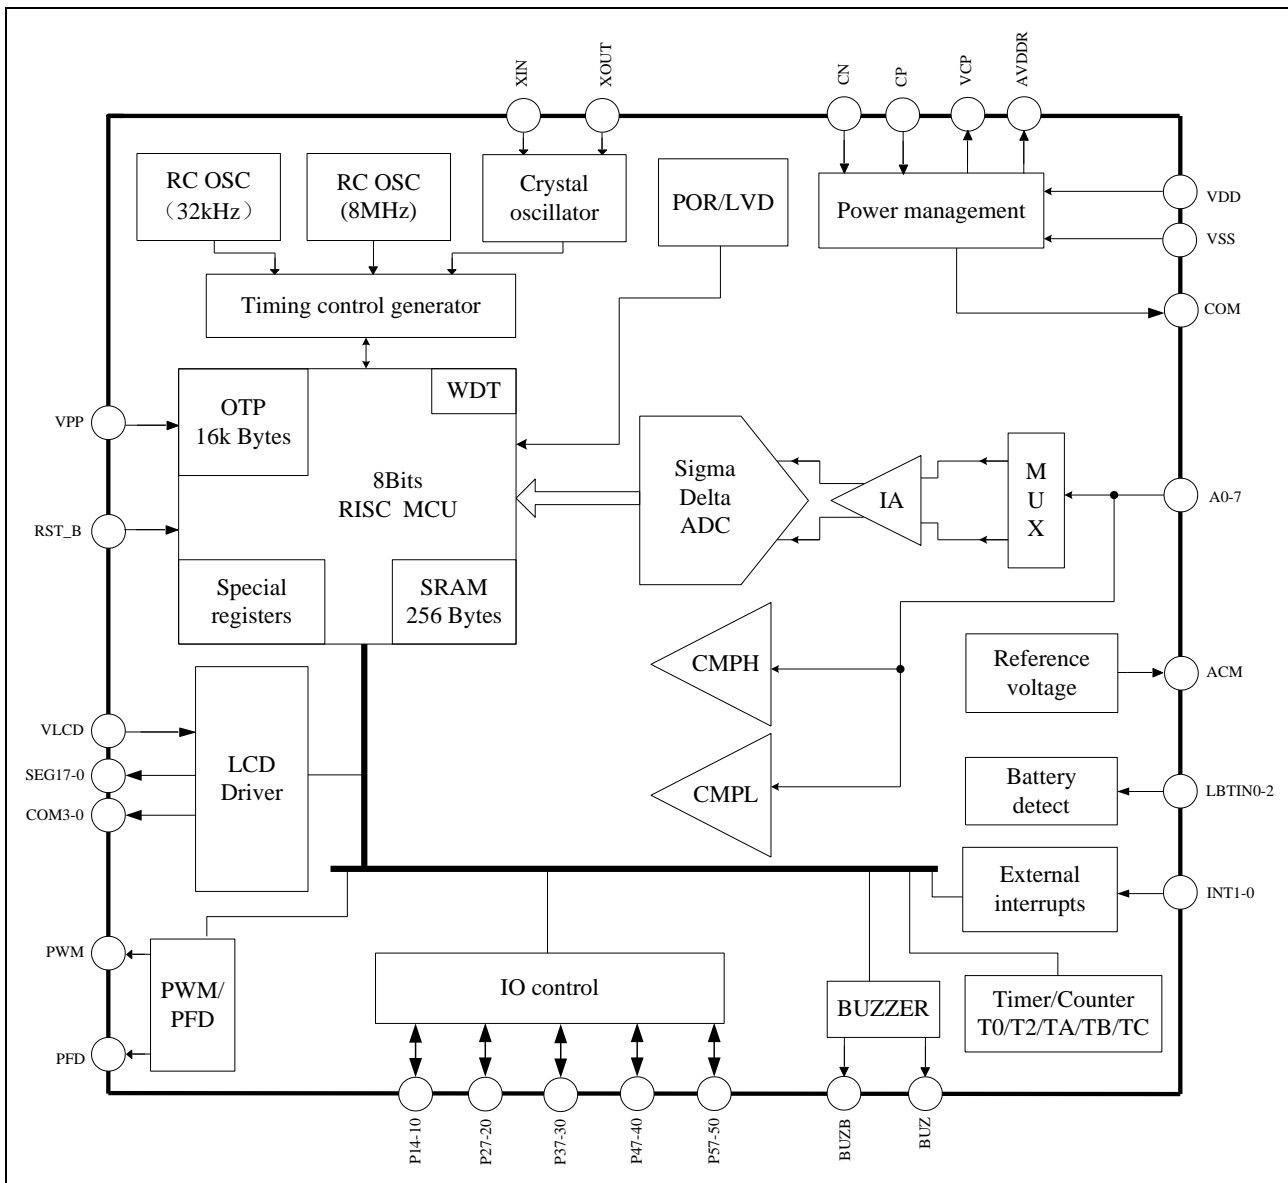 XIN
XOUT
CN
CP
VCP
AVDDR
RC OSC
（32kHz）
RC OSC
(8MHz)
Crystal
oscillator
POR/LVD
Power management
VDD
VSS
COM
Timing control generator
VPP
RST_B
OTP
16k Bytes
WDT
8Bits
RISC MCU
Special
registers
SRAM
256 Bytes
Sigma
Delta
ADC
IA
M
U
X
A0-7
CMPH
CMPL
Reference
voltage
ACM
Battery
detect
LBTIN0-2
External
interrupts
INT1-0
VLCD
SEG17-0
COM3-0
LCD
Driver
PWM
PFD
PWM/
PFD
IO control
BUZZER
Timer/Counter
T0/T2/TA/TB/TC
P14-10
P27-20
P37-30
P47-40
P57-50
BUZB
BUZ